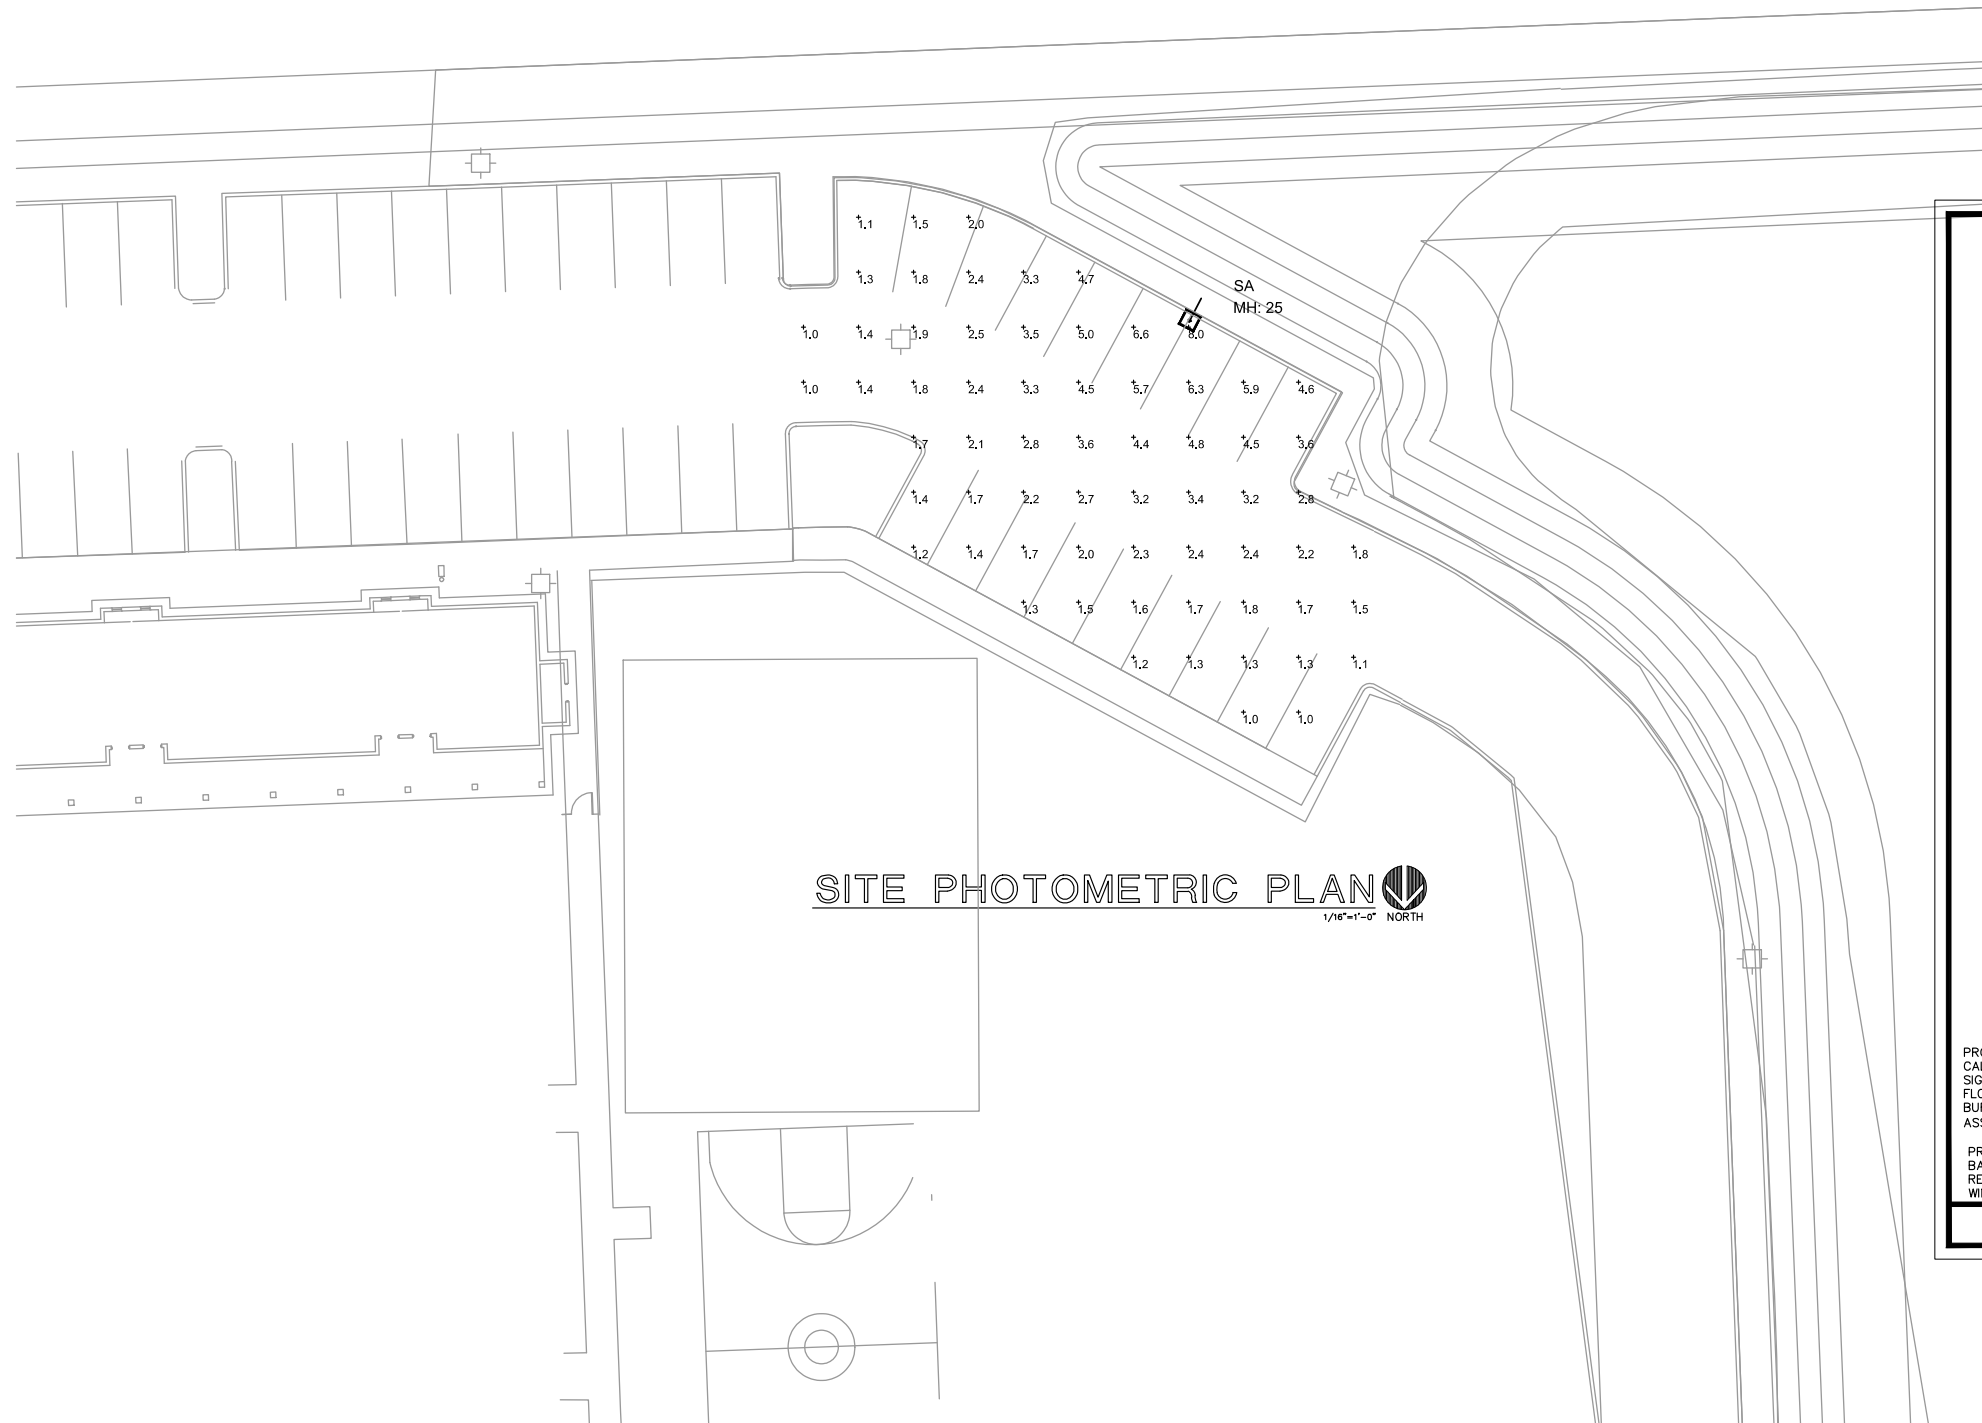 1.1 1.5 2.0
1.3 1.8 2.4 3.3 4.7
SA
MH: 25
1.0 1.4 1.9 2.5 3.5 5.0 6.6 8.0
1.0 1.4 1.8 2.4 3.3 4.5 5.7 6.3 5.9 4.6
1.7 2.1 2.8 3.6 4.4 4.8 4.5 3.6
1.4 1.7 2.2 2.7 3.2 3.4 3.2 2.8
1.2 1.4 1.7 2.0 2.3 2.4 2.4 2.2 1.8
1.3 1.5 1.6 1.7 1.8 1.7 1.5
1.2 1.3 1.3 1.3 1.1
1.0 1.0
SITE PHOTOMETRIC PLAN
1/16"=1'-0" NORTH